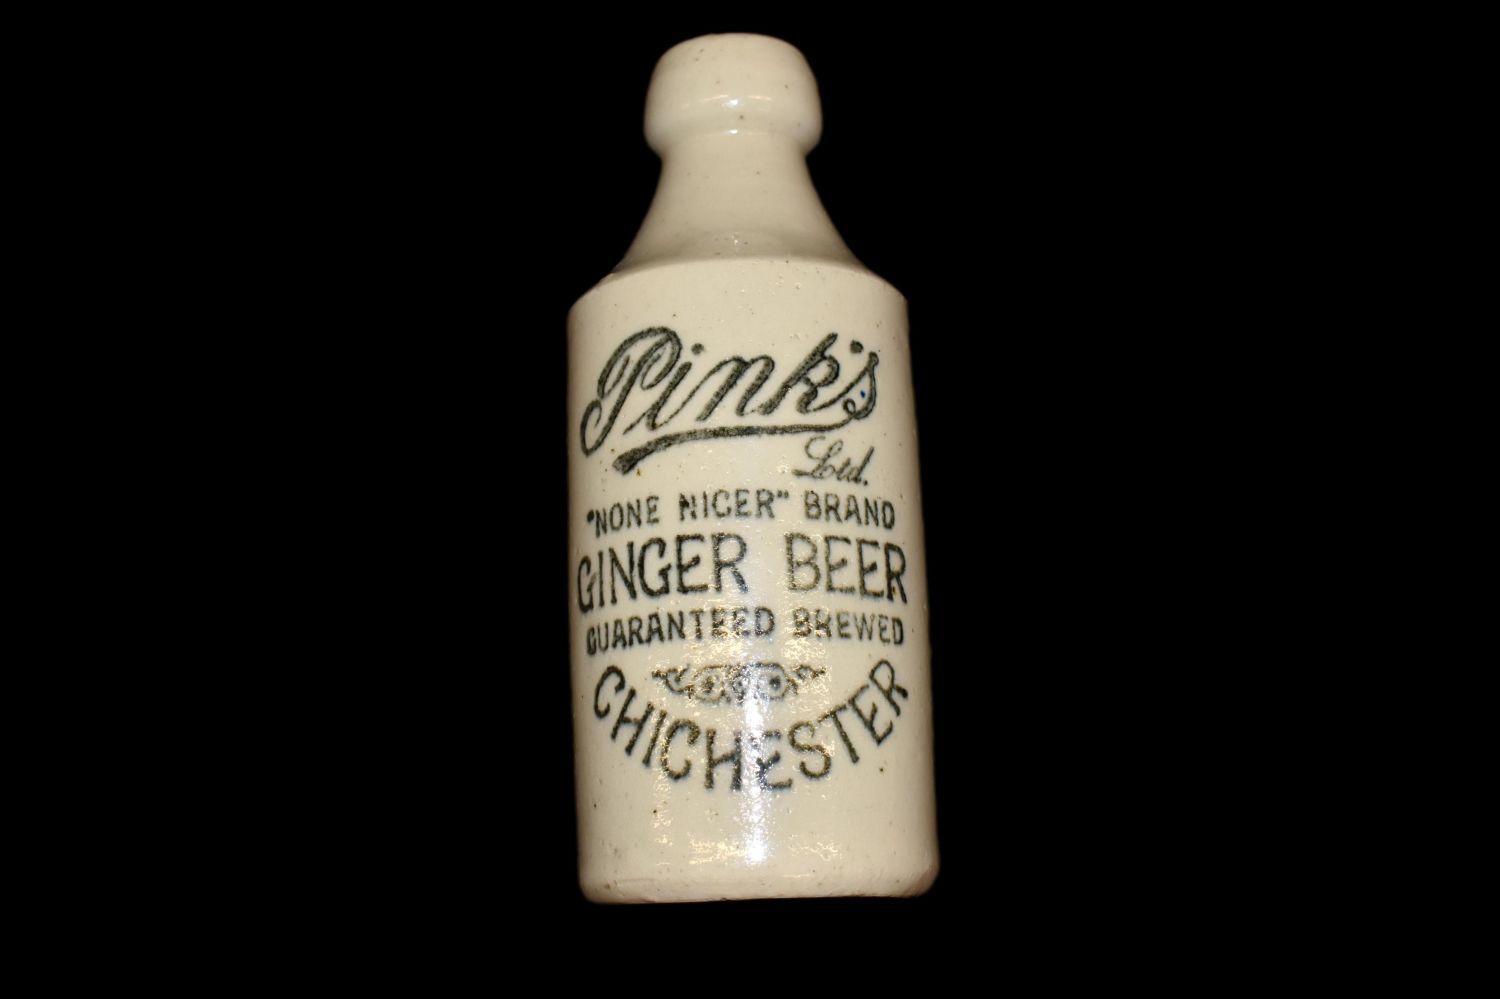 Pink's
Ltd.
"NONE NICER" BRAND
GINGER BEER
GUARANTEED BREWED
CHICHESTER